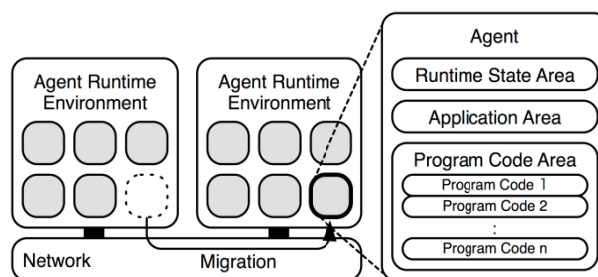 Agent Runtime
Environment
Agent Runtime
Environment
Network
Migration
Agent
Runtime State Area
Application Area
Program Code Area
Program Code 1
Program Code 2
:
Program Code n